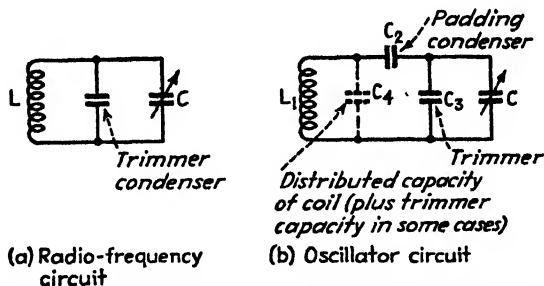 C₂
Padding
condenser
L
C
Trimmer
condenser
L₁
C₄
C₃
C
Trimmer
Distributed capacity
of coil (plus trimmer
capacity in some cases)
(a) Radio-frequency
circuit
(b) Oscillator circuit